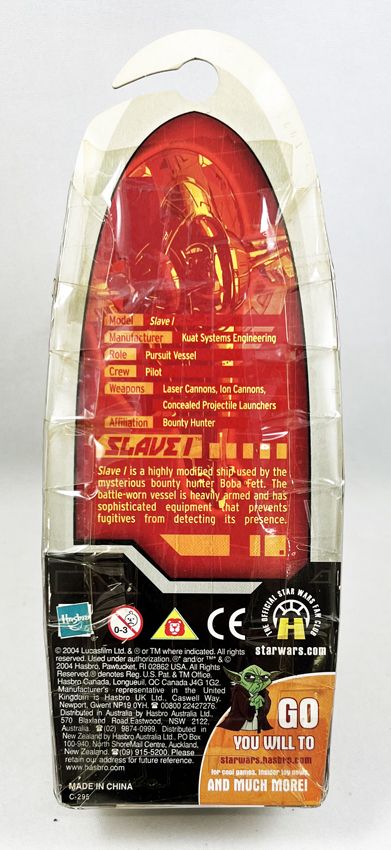 Model Slave I
Manufacturer Kuat Systems Engineering
Role Pursuit Vessel
Crew Pilot
Weapons Laser Cannons, Ion Cannons,
Concealed Projectile Launchers
Affiliation Bounty Hunter
SLAVE I™
Slave I is a highly modified ship used by the
mysterious bounty hunter Boba Fett. The
battle-worn vessel is heavily armed and has
sophisticated equipment that prevents
fugitives from detecting its presence.
Hasbro
0-3
CE
THE OFFICIAL STAR WARS FAN CLUB
H
starwars.com
© 2004 Lucasfilm Ltd. & ® or TM where indicated. All rights
reserved. Used under authorization. ®* and/or ™* & ©
2004 Hasbro, Pawtucket, RI 02862 USA. All Rights
Reserved. ® denotes Reg. U.S. Pat. & TM Office.
Hasbro Canada, Longueuil, QC Canada J4G 1G2.
Manufacturer's representative in the United
Kingdom is Hasbro UK Ltd., Caswell Way,
Newport, Gwent NP19 0YH. ☎ 00800 22427276.
Distributed in Australia by Hasbro Australia Ltd.,
570 Blaxland Road, Eastwood, NSW 2122,
Australia. ☎ (02) 9874-0999. Distributed in
New Zealand by Hasbro Australia Ltd., PO Box
100-940, North Shore Mail Centre, Auckland,
New Zealand. ☎ (09) 915-5200. Please
retain our address for future reference.
www.hasbro.com
MADE IN CHINA
C-295
GO
YOU WILL TO
starwars.hasbro.com
for cool games, insider toy news,
AND MUCH MORE!